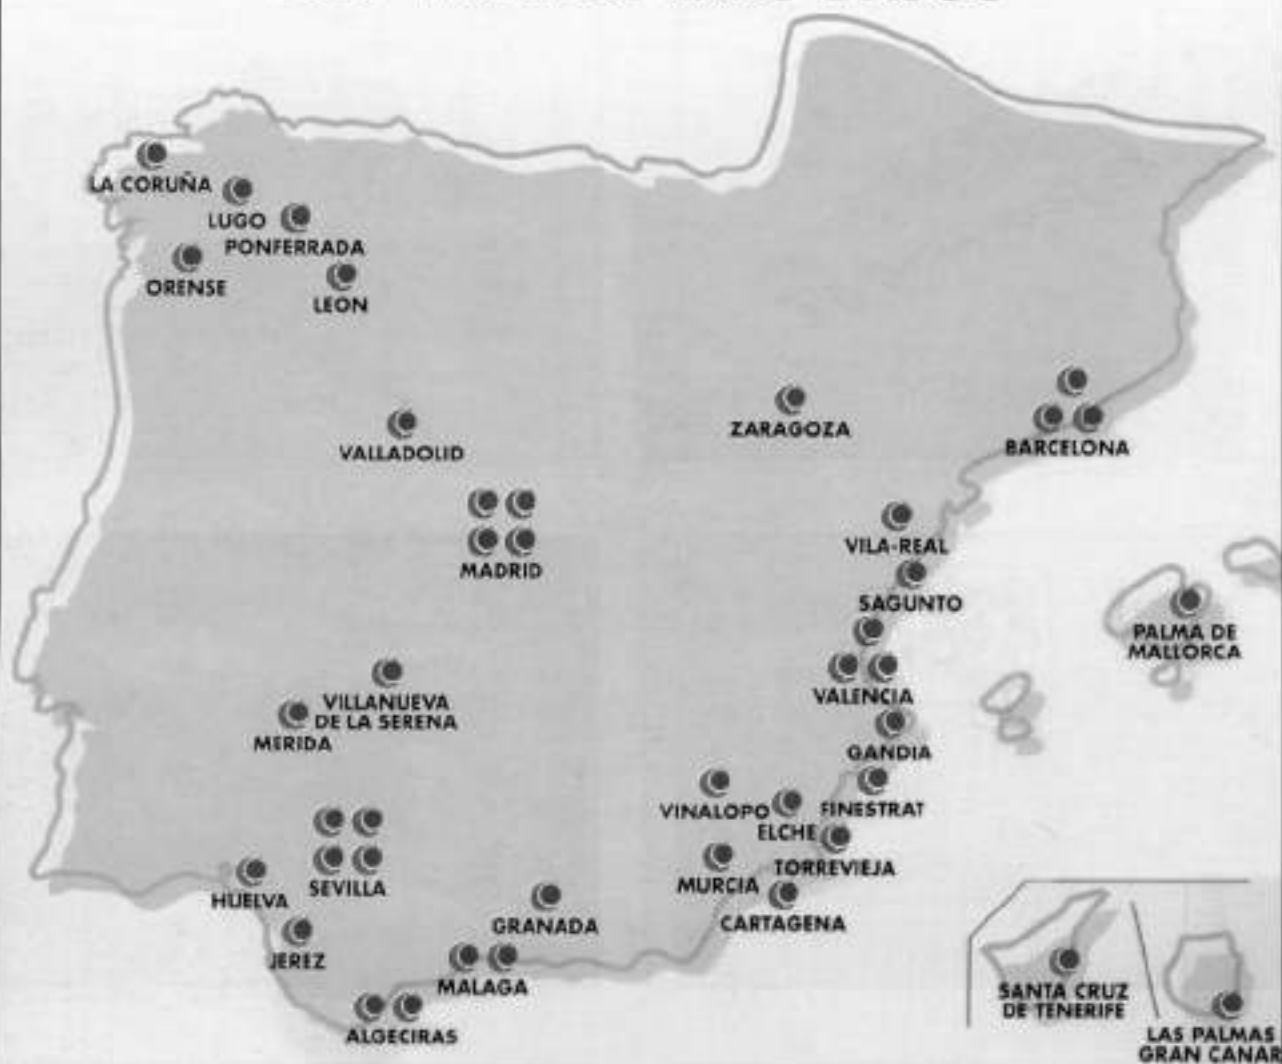 LA CORUÑA
LUGO
PONFERRADA
ORENSE
LEON
VALLADOLID
ZARAGOZA
BARCELONA
MADRID
VILA-REAL
SAGUNTO
PALMA DE
MALLORCA
VALENCIA
VILLANUEVA
DE LA SERENA
MERIDA
GANDIA
VINALOPO
FINESTRAT
ELCHE
TORREVIEJA
MURCIA
CARTAGENA
SEVILLA
HUELVA
GRANADA
JEREZ
MALAGA
ALGECIRAS
SANTA CRUZ
DE TENERIFE
LAS PALMAS
GRAN CANAR